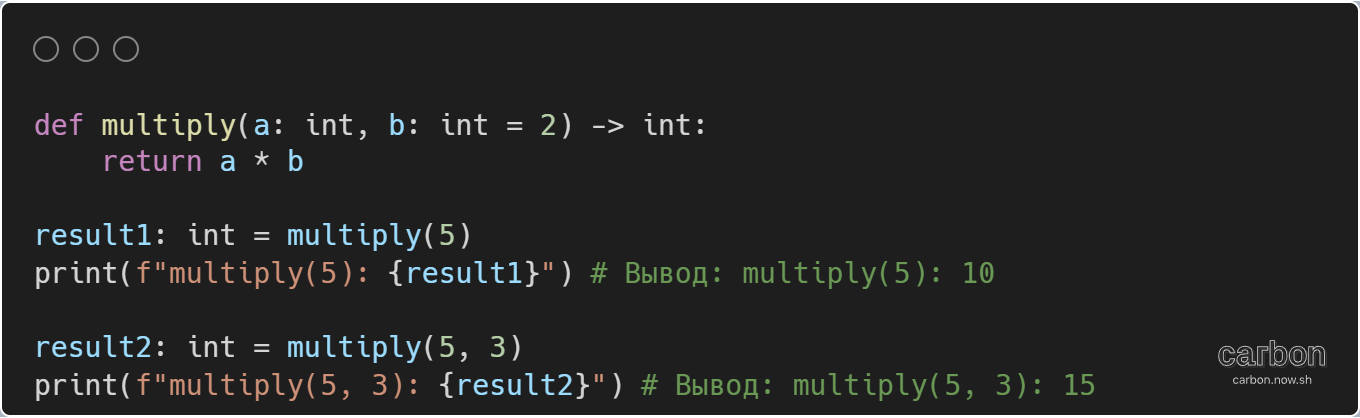 def multiply(a: int, b: int = 2) -> int:
    return a * b
result1: int = multiply(5)
print(f"multiply(5): {result1}") # Вывод: multiply(5): 10
result2: int = multiply(5, 3)
print(f"multiply(5, 3): {result2}") # Вывод: multiply(5, 3): 15
carbon
carbon.now.sh